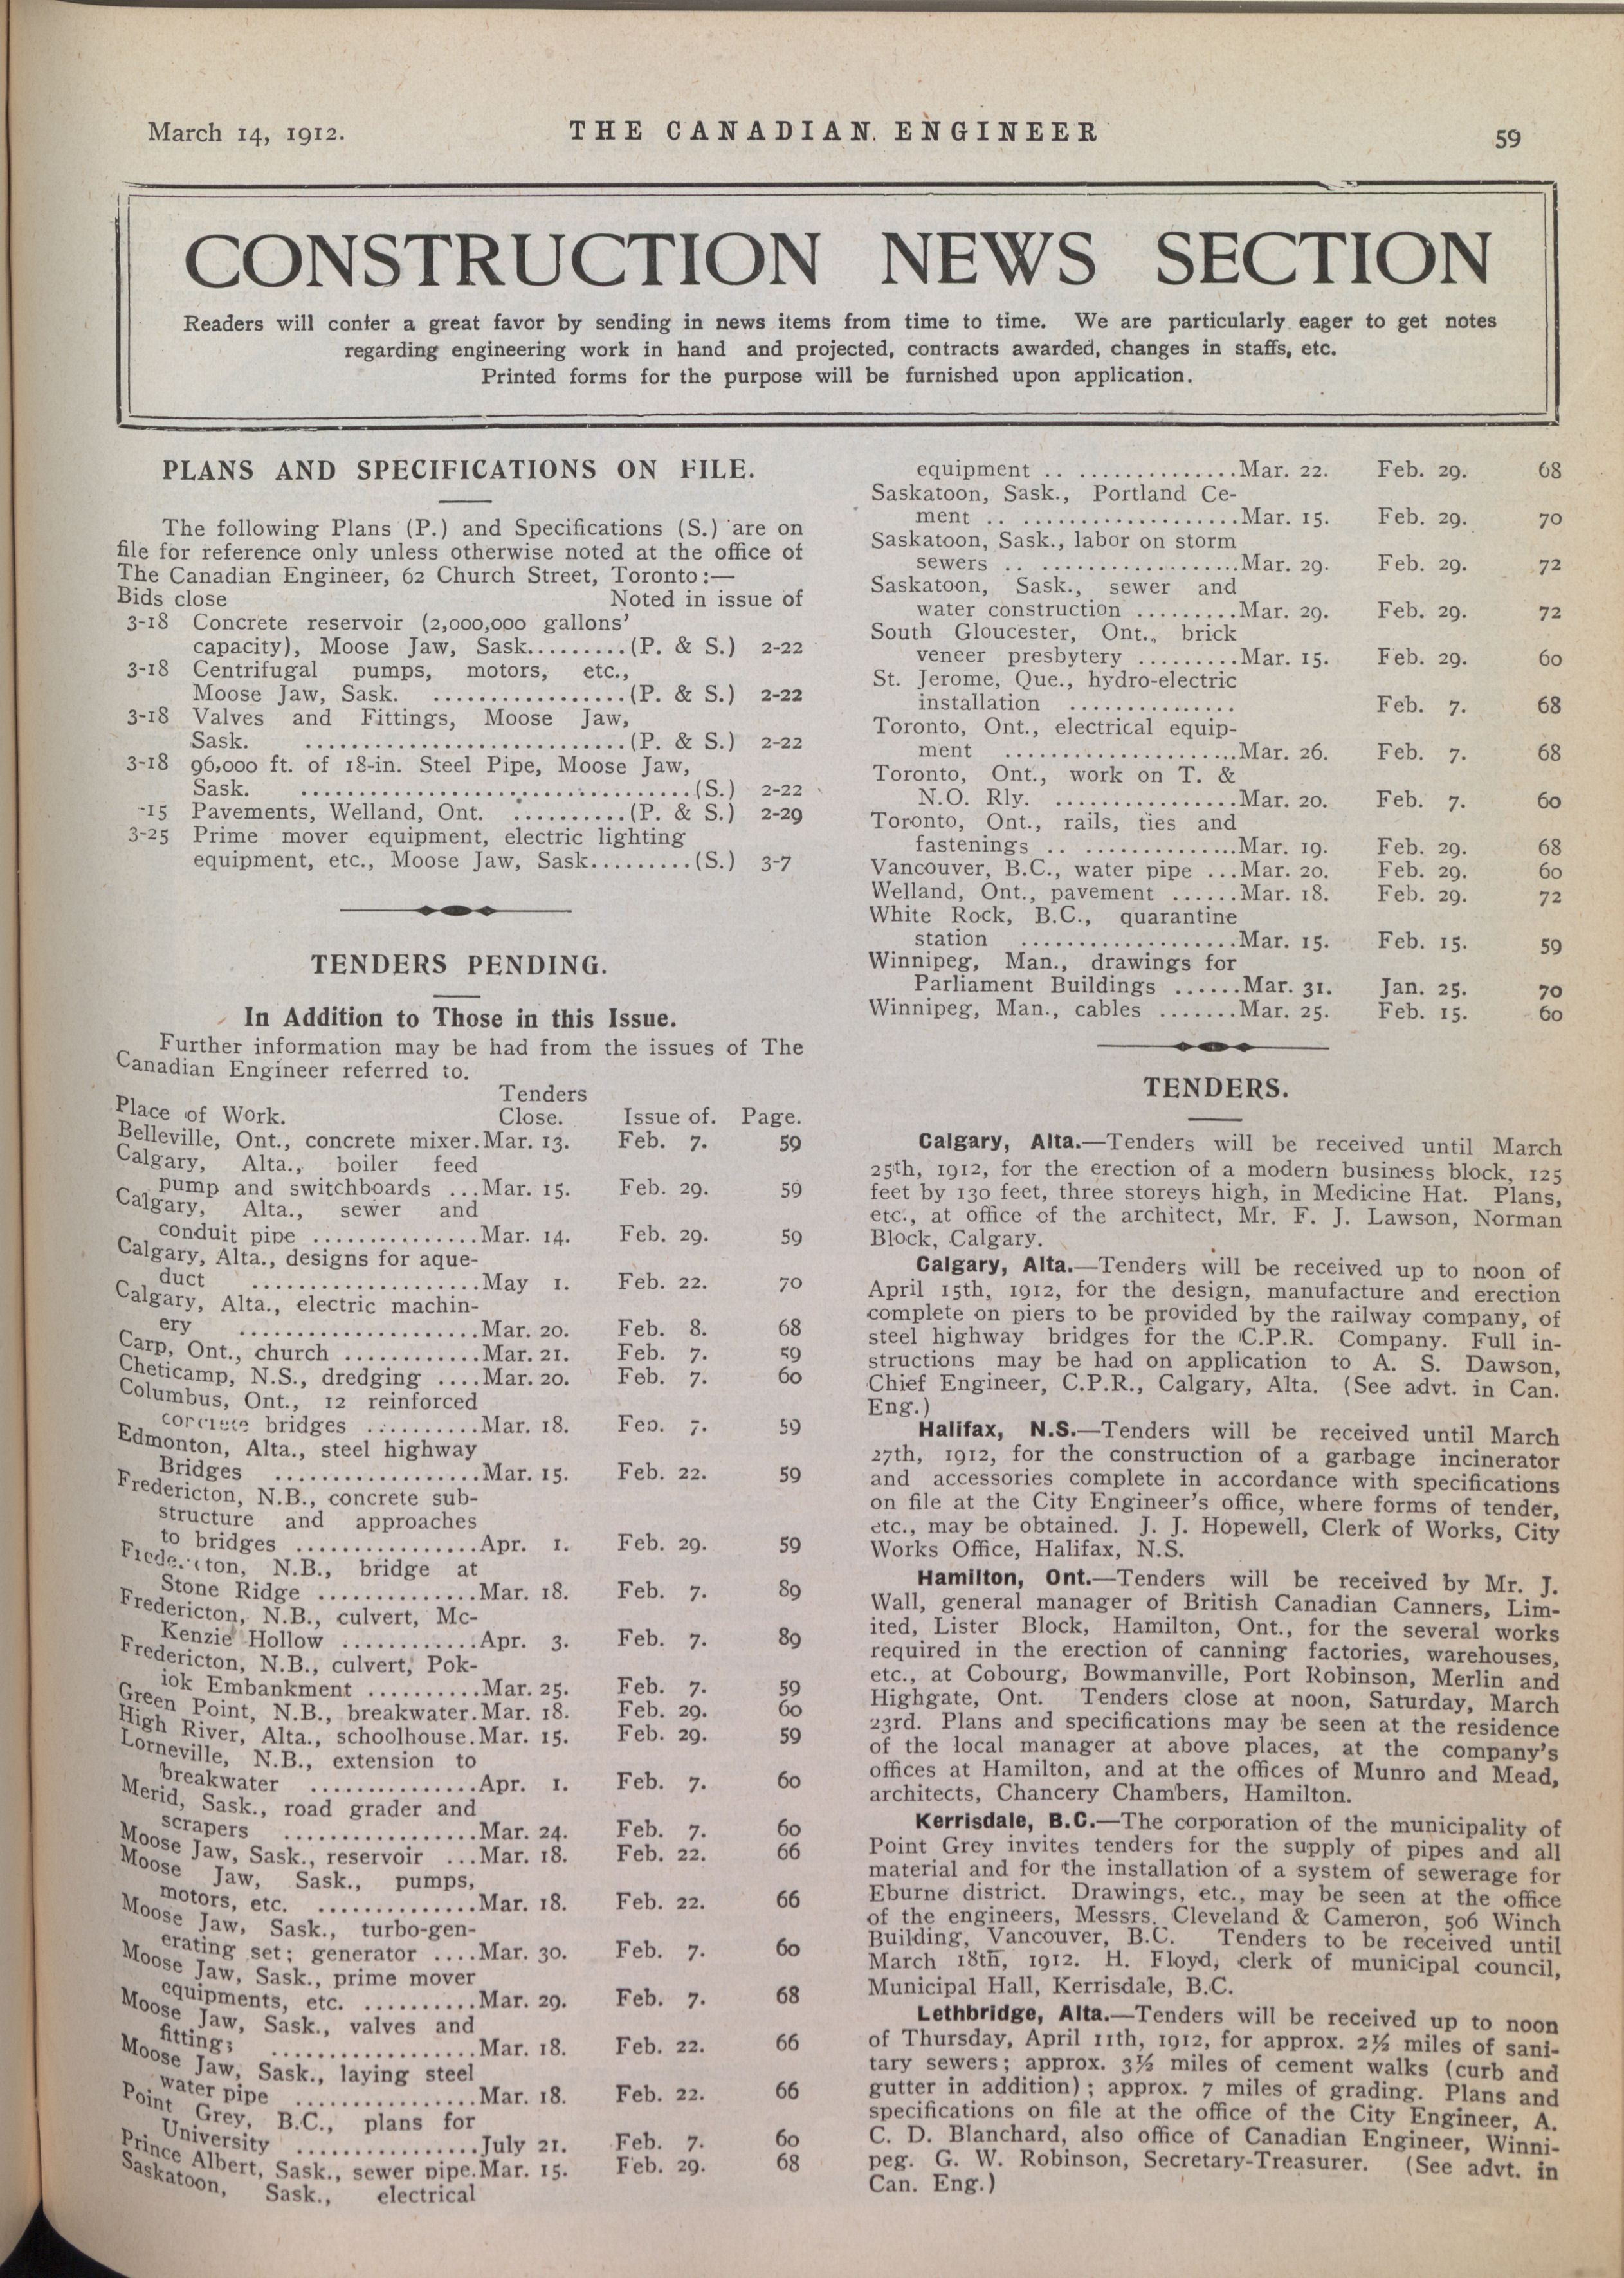 March 14, 1912.
THE CANADIAN ENGINEER
59
CONSTRUCTION NEWS SECTION
Readers will confer a great favor by sending in news items from time to time. We are particularly eager to get notes
regarding engineering work in hand and projected, contracts awarded, changes in staffs, etc.
Printed forms for the purpose will be furnished upon application.
PLANS AND SPECIFICATIONS ON FILE.
The following Plans (P.) and Specifications (S.) are on
file for reference only unless otherwise noted at the office of
The Canadian Engineer, 62 Church Street, Toronto:—
Bids close Noted in issue of
3-18 Concrete reservoir (2,000,000 gallons'
capacity), Moose Jaw, Sask.........(P. & S.) 2-22
3-18 Centrifugal pumps, motors, etc.,
Moose Jaw, Sask. .................(P. & S.) 2-22
3-18 Valves and Fittings, Moose Jaw,
Sask. ............................(P. & S.) 2-22
3-18 96,000 ft. of 18-in. Steel Pipe, Moose Jaw,
Sask. ..................................(S.) 2-22
-15 Pavements, Welland, Ont. ..........(P. & S.) 2-29
3-25 Prime mover equipment, electric lighting
equipment, etc., Moose Jaw, Sask.........(S.) 3-7
TENDERS PENDING.
In Addition to Those in this Issue.
Further information may be had from the issues of The
Canadian Engineer referred to.
Tenders
Place of Work. Close. Issue of. Page.
Belleville, Ont., concrete mixer.Mar. 13. Feb. 7. 59
Calgary, Alta., boiler feed
pump and switchboards ...Mar. 15. Feb. 29. 59
Calgary, Alta., sewer and
conduit pipe ...............Mar. 14. Feb. 29. 59
Calgary, Alta., designs for aque-
duct ....................May 1. Feb. 22. 70
Calgary, Alta., electric machin-
ery .....................Mar. 20. Feb. 8. 68
Carp, Ont., church ............Mar. 21. Feb. 7. 59
Cheticamp, N.S., dredging ....Mar. 20. Feb. 7. 60
Columbus, Ont., 12 reinforced
concrete bridges ..........Mar. 18. Feb. 7. 59
Edmonton, Alta., steel highway
Bridges ..................Mar. 15. Feb. 22. 59
Fredericton, N.B., concrete sub-
structure and approaches
to bridges ................Apr. 1. Feb. 29. 59
Fredericton, N.B., bridge at
Stone Ridge ..............Mar. 18. Feb. 7. 89
Fredericton, N.B., culvert, Mc-
Kenzie Hollow ............Apr. 3. Feb. 7. 89
Fredericton, N.B., culvert, Pok-
iok Embankment ..........Mar. 25. Feb. 7. 59
Green Point, N.B., breakwater.Mar. 18. Feb. 29. 60
High River, Alta., schoolhouse.Mar. 15. Feb. 29. 59
Lorneville, N.B., extension to
breakwater ...............Apr. 1. Feb. 7. 60
Merid, Sask., road grader and
scrapers .................Mar. 24. Feb. 7. 60
Moose Jaw, Sask., reservoir ...Mar. 18. Feb. 22. 66
Moose Jaw, Sask., pumps,
motors, etc. ..............Mar. 18. Feb. 22. 66
Moose Jaw, Sask., turbo-gen-
erating set; generator ....Mar. 30. Feb. 7. 60
Moose Jaw, Sask., prime mover
equipments, etc. ..........Mar. 29. Feb. 7. 68
Moose Jaw, Sask., valves and
fittings ..................Mar. 18. Feb. 22. 66
Moose Jaw, Sask., laying steel
water pipe ................Mar. 18. Feb. 22. 66
Point Grey, B.C., plans for
University ................July 21. Feb. 7. 60
Prince Albert, Sask., sewer pipe.Mar. 15. Feb. 29. 68
Saskatoon, Sask., electrical
equipment .. ..............Mar. 22. Feb. 29. 68
Saskatoon, Sask., Portland Ce-
ment .. ...................Mar. 15. Feb. 29. 70
Saskatoon, Sask., labor on storm
sewers .. ..................Mar. 29. Feb. 29. 72
Saskatoon, Sask., sewer and
water construction .........Mar. 29. Feb. 29. 72
South Gloucester, Ont., brick
veneer presbytery .........Mar. 15. Feb. 29. 60
St. Jerome, Que., hydro-electric
installation ............... Feb. 7. 68
Toronto, Ont., electrical equip-
ment .....................Mar. 26. Feb. 7. 68
Toronto, Ont., work on T. &
N.O. Rly. ................Mar. 20. Feb. 7. 60
Toronto, Ont., rails, ties and
fastenings .. ..............Mar. 19. Feb. 29. 68
Vancouver, B.C., water pipe ...Mar. 20. Feb. 29. 60
Welland, Ont., pavement ......Mar. 18. Feb. 29. 72
White Rock, B.C., quarantine
station ...................Mar. 15. Feb. 15. 59
Winnipeg, Man., drawings for
Parliament Buildings ......Mar. 31. Jan. 25. 70
Winnipeg, Man., cables .......Mar. 25. Feb. 15. 60
TENDERS.
Calgary, Alta.—Tenders will be received until March
25th, 1912, for the erection of a modern business block, 125
feet by 130 feet, three storeys high, in Medicine Hat. Plans,
etc., at office of the architect, Mr. F. J. Lawson, Norman
Block, Calgary.
Calgary, Alta.—Tenders will be received up to noon of
April 15th, 1912, for the design, manufacture and erection
complete on piers to be provided by the railway company, of
steel highway bridges for the C.P.R. Company. Full in-
structions may be had on application to A. S. Dawson,
Chief Engineer, C.P.R., Calgary, Alta. (See advt. in Can.
Eng.)
Halifax, N.S.—Tenders will be received until March
27th, 1912, for the construction of a garbage incinerator
and accessories complete in accordance with specifications
on file at the City Engineer's office, where forms of tender,
etc., may be obtained. J. J. Hopewell, Clerk of Works, City
Works Office, Halifax, N.S.
Hamilton, Ont.—Tenders will be received by Mr. J.
Wall, general manager of British Canadian Canners, Lim-
ited, Lister Block, Hamilton, Ont., for the several works
required in the erection of canning factories, warehouses,
etc., at Cobourg, Bowmanville, Port Robinson, Merlin and
Highgate, Ont. Tenders close at noon, Saturday, March
23rd. Plans and specifications may be seen at the residence
of the local manager at above places, at the company's
offices at Hamilton, and at the offices of Munro and Mead,
architects, Chancery Chambers, Hamilton.
Kerrisdale, B.C.—The corporation of the municipality of
Point Grey invites tenders for the supply of pipes and all
material and for the installation of a system of sewerage for
Eburne district. Drawings, etc., may be seen at the office
of the engineers, Messrs. Cleveland & Cameron, 506 Winch
Building, Vancouver, B.C. Tenders to be received until
March 18th, 1912. H. Floyd, clerk of municipal council,
Municipal Hall, Kerrisdale, B.C.
Lethbridge, Alta.—Tenders will be received up to noon
of Thursday, April 11th, 1912, for approx. 2½ miles of sani-
tary sewers; approx. 3½ miles of cement walks (curb and
gutter in addition); approx. 7 miles of grading. Plans and
specifications on file at the office of the City Engineer, A.
C. D. Blanchard, also office of Canadian Engineer, Winni-
peg. G. W. Robinson, Secretary-Treasurer. (See advt. in
Can. Eng.)